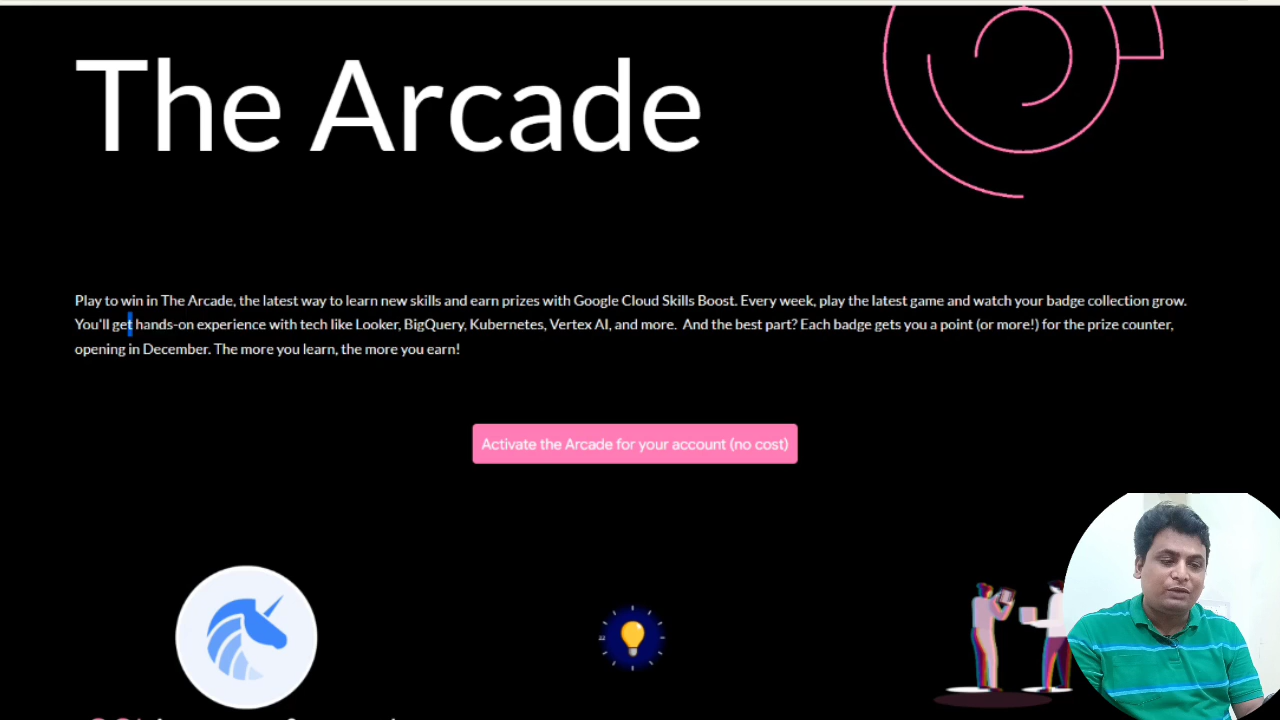 The Arcade
Play to win in The Arcade, the latest way to learn new skills and earn prizes with Google Cloud Skills Boost. Every week, play the latest game and watch your badge collection grow.
You'll get hands-on experience with tech like Looker, BigQuery, Kubernetes, Vertex AI, and more.  And the best part? Each badge gets you a point (or more!) for the prize counter,
opening in December. The more you learn, the more you earn!
Activate the Arcade for your account (no cost)